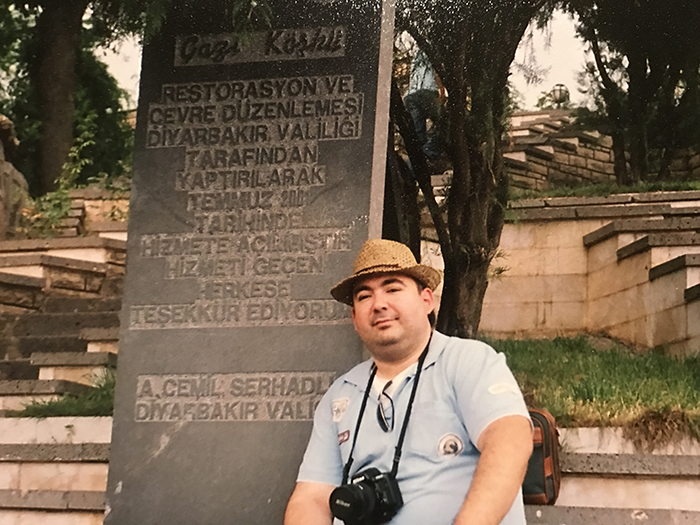 Gazi Köşkü
RESTORASYON VE
ÇEVRE DÜZENLEMESİ
DİYARBAKIR VALİLİĞİ
TARAFINDAN
YAPTIRILARAK
TEMMUZ 2001
TARİHİNDE
HİZMETE AÇILMIŞTIR
HİZMETİ GEÇEN
HERKESE
TEŞEKKÜR EDİYORUM
A. CEMİL SERHADLI
DİYARBAKIR VALİSİ
Nikon